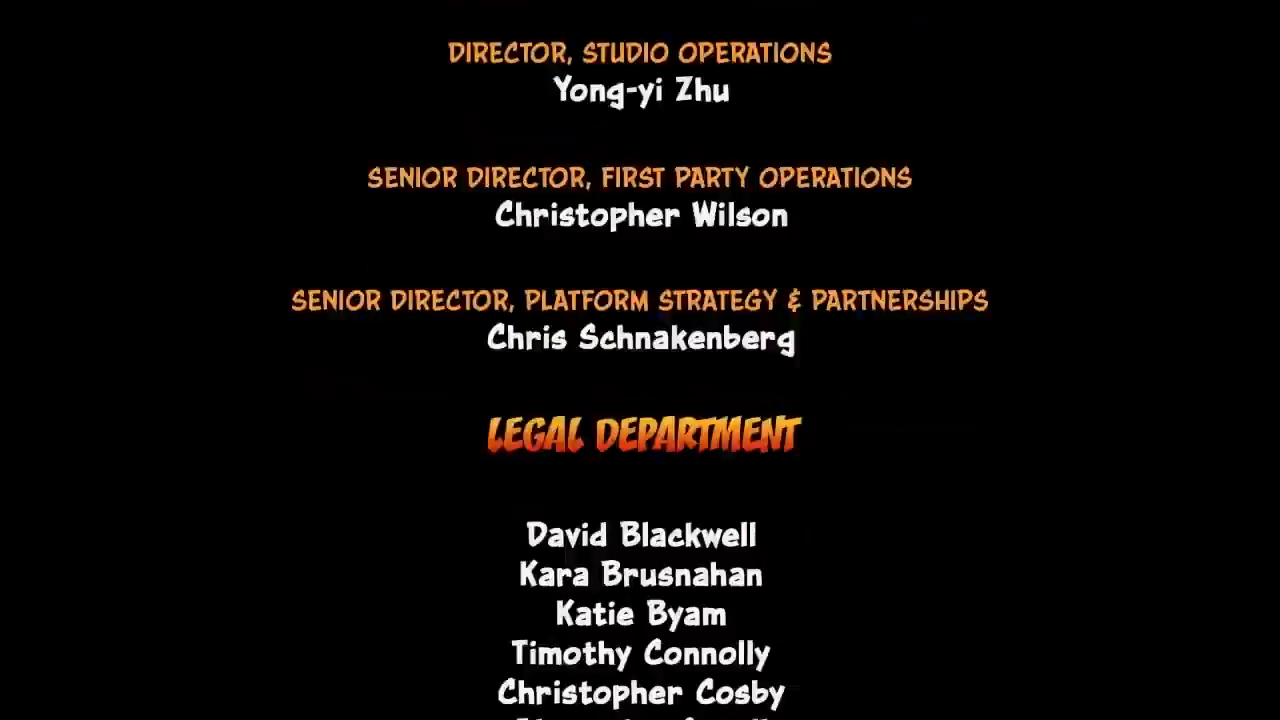 DIRECTOR, STUDIO OPERATIONS
Yong-yi Zhu
SENIOR DIRECTOR, FIRST PARTY OPERATIONS
Christopher Wilson
SENIOR DIRECTOR, PLATFORM STRATEGY & PARTNERSHIPS
Chris Schnakenberg
LEGAL DEPARTMENT
David Blackwell
Kara Brusnahan
Katie Byam
Timothy Connolly
Christopher Cosby